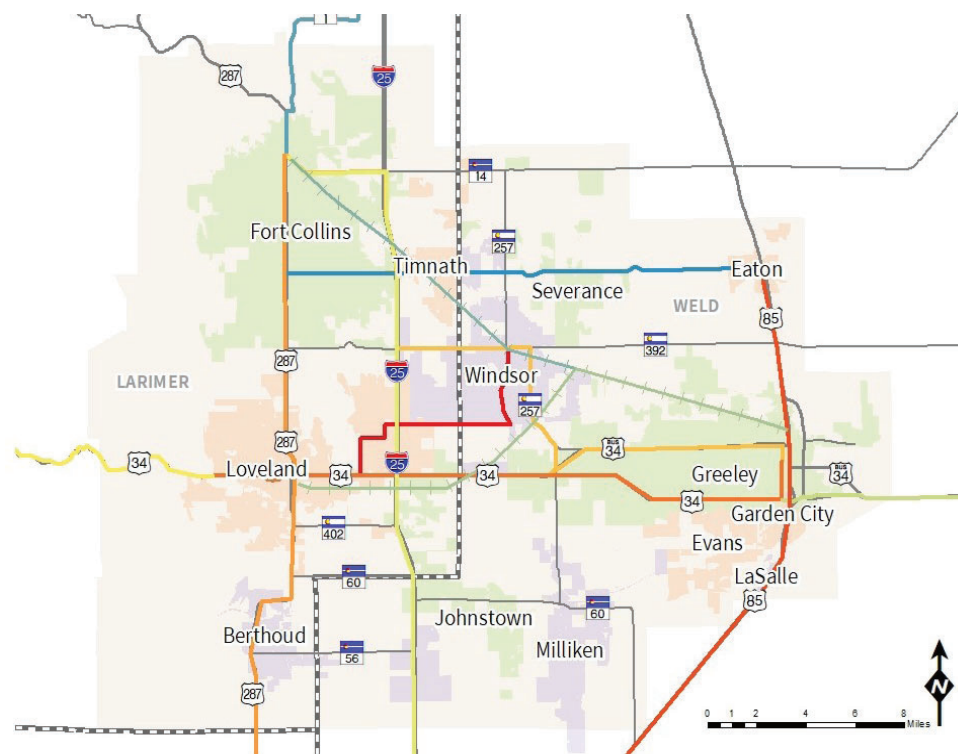 1
287
25
14
Fort Collins
257
Timnath
Eaton
Severance
WELD
85
287
392
LARIMER
25
Windsor
257
287
34
BUS
34
Loveland
34
25
34
Greeley
BUS
34
34
Garden City
402
Evans
60
LaSalle
85
Johnstown
60
Berthoud
Milliken
56
287
N
0 2 4 6 8
Miles